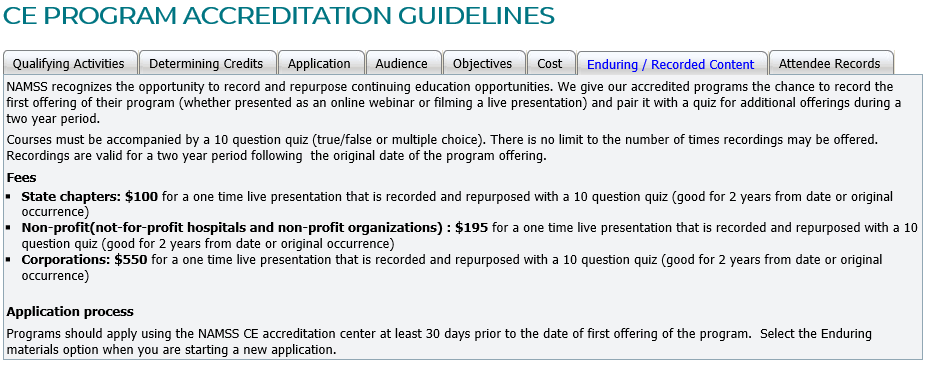 CE PROGRAM ACCREDITATION GUIDELINES
Qualifying Activities Determining Credits Application Audience Objectives Cost Enduring / Recorded Content Attendee Records
NAMSS recognizes the opportunity to record and repurpose continuing education opportunities. We give our accredited programs the chance to record the
first offering of their program (whether presented as an online webinar or filming a live presentation) and pair it with a quiz for additional offerings during a
two year period.
Courses must be accompanied by a 10 question quiz (true/false or multiple choice). There is no limit to the number of times recordings may be offered.
Recordings are valid for a two year period following  the original date of the program offering.
Fees
▪ State chapters: $100 for a one time live presentation that is recorded and repurposed with a 10 question quiz (good for 2 years from date or original
occurrence)
▪ Non-profit(not-for-profit hospitals and non-profit organizations) : $195 for a one time live presentation that is recorded and repurposed with a 10
question quiz (good for 2 years from date or original occurrence)
▪ Corporations: $550 for a one time live presentation that is recorded and repurposed with a 10 question quiz (good for 2 years from date or original
occurrence)
Application process
Programs should apply using the NAMSS CE accreditation center at least 30 days prior to the date of first offering of the program.  Select the Enduring
materials option when you are starting a new application.